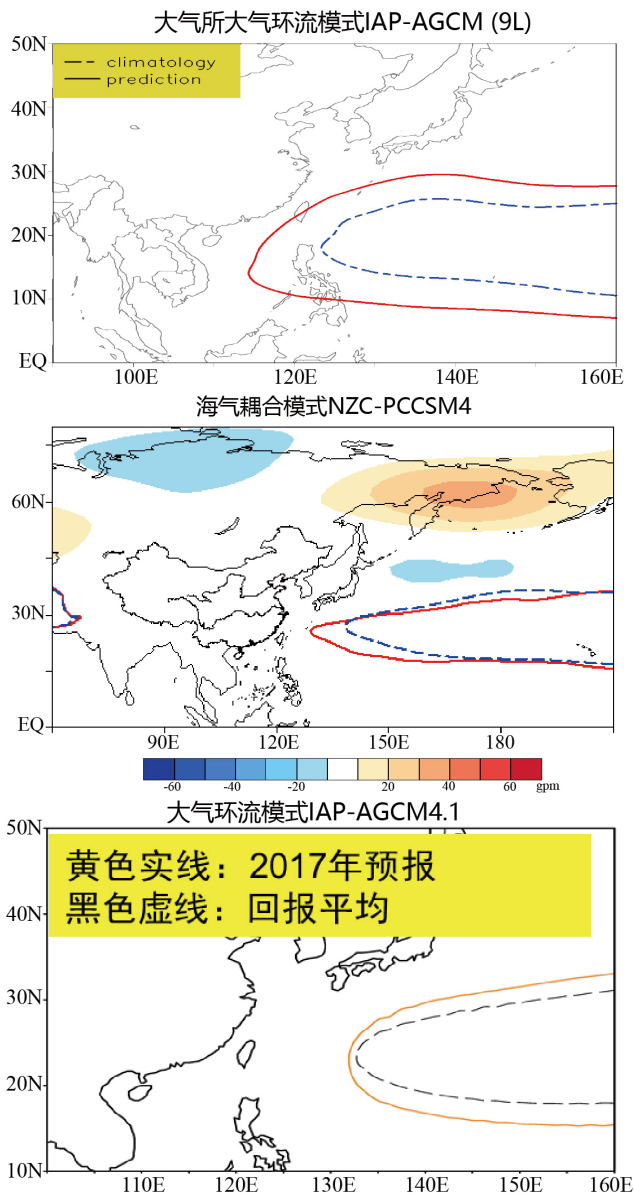 大气所大气环流模式IAP-AGCM (9L)
50N
climatology
prediction
40N
30N
20N
10N
EQ
100E 120E 140E 160E
海气耦合模式NZC-PCCSM4
60N
30N
EQ
90E 120E 150E 180
-60 -40 -20 20 40 60 gpm
大气环流模式IAP-AGCM4.1
50N
黄色实线：2017年预报
黑色虚线：回报平均
40N
30N
20N
10N
110E 120E 130E 140E 150E 160E